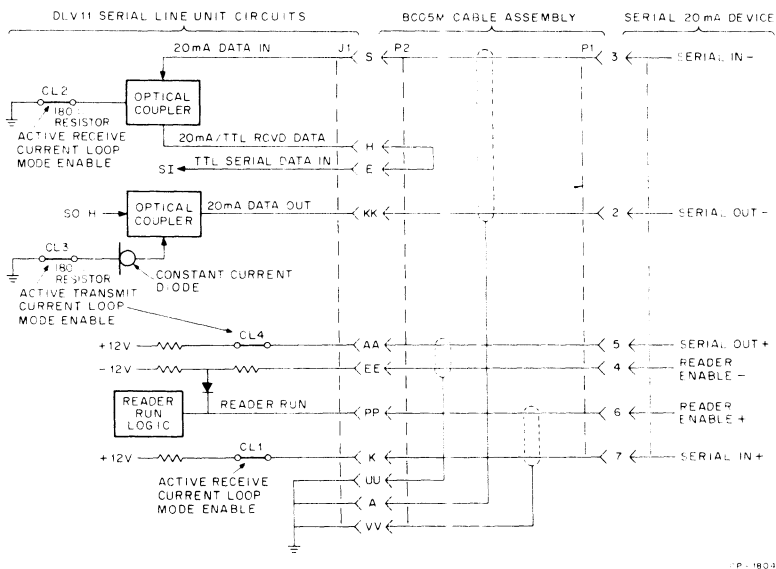 DLV11 SERIAL LINE UNIT CIRCUITS
BC05M CABLE ASSEMBLY
SERIAL 20mA DEVICE
20mA DATA IN
J1
S
P2
P1
3
SERIAL IN-
CL2
180
RESISTOR
ACTIVE RECEIVE
CURRENT LOOP
MODE ENABLE
OPTICAL
COUPLER
20mA/TTL RCVD DATA
H
SI
TTL SERIAL DATA IN
E
SO H
OPTICAL
COUPLER
20mA DATA OUT
KK
2
SERIAL OUT-
CL3
180
RESISTOR
ACTIVE TRANSMIT
CURRENT LOOP
MODE ENABLE
CONSTANT CURRENT
DIODE
+12V
CL4
AA
5
SERIAL OUT+
-12V
EE
4
READER
ENABLE-
READER
RUN
LOGIC
READER RUN
PP
6
READER
ENABLE+
+12V
CL1
K
7
SERIAL IN+
ACTIVE RECEIVE
CURRENT LOOP
MODE ENABLE
UU
A
VV
CP-1804